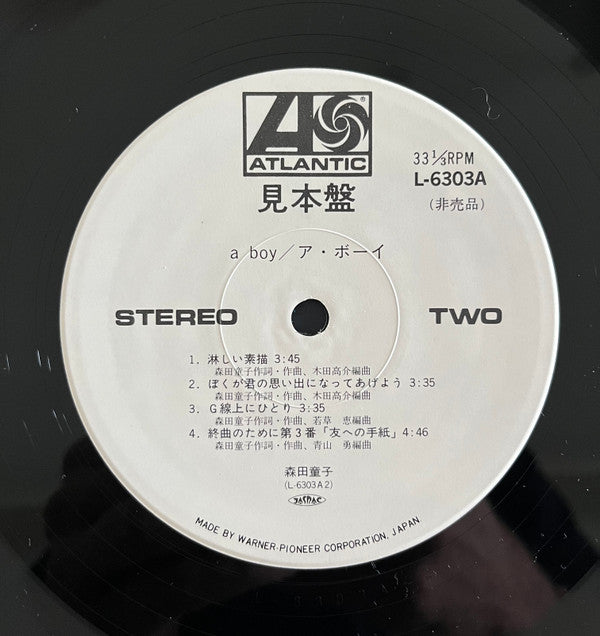 ATLANTIC
®
33⅓RPM
L-6303A
見本盤
(非売品)
a boy/ア・ボーイ
STEREO
TWO
1. 淋しい素描 3:45
森田童子作詞・作曲、木田高介編曲
2. ぼくが君の思い出になってあげよう 3:35
森田童子作詞・作曲、木田高介編曲
3. G線上にひとり 3:35
森田童子作詞・作曲、若草 恵編曲
4. 終曲のために第3番「友への手紙」 4:46
森田童子作詞・作曲、青山 勇編曲
森田童子
(L-6303A2)
JASRAC
MADE BY WARNER-PIONEER CORPORATION, JAPAN.